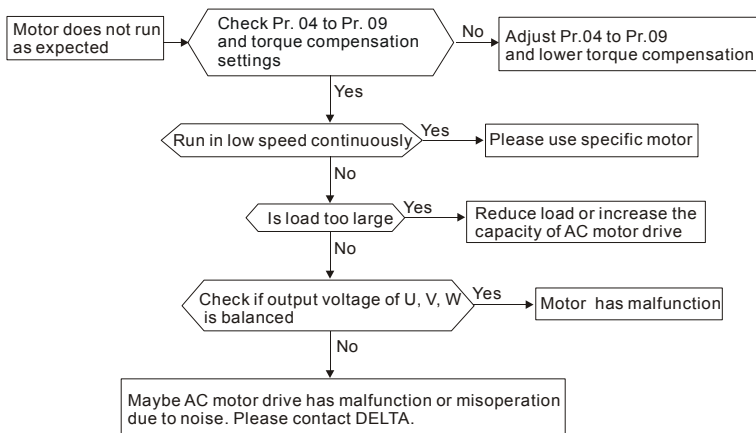 Motor does not run
as expected
Check Pr. 04 to Pr. 09
and torque compensation
settings
No
Adjust Pr.04 to Pr.09
and lower torque compensation
Yes
Run in low speed continuously
Yes
Please use specific motor
No
Is load too large
Yes
Reduce load or increase the
capacity of AC motor drive
No
Check if output voltage of U, V, W
is balanced
Yes
Motor has malfunction
No
Maybe AC motor drive has malfunction or misoperation
due to noise. Please contact DELTA.